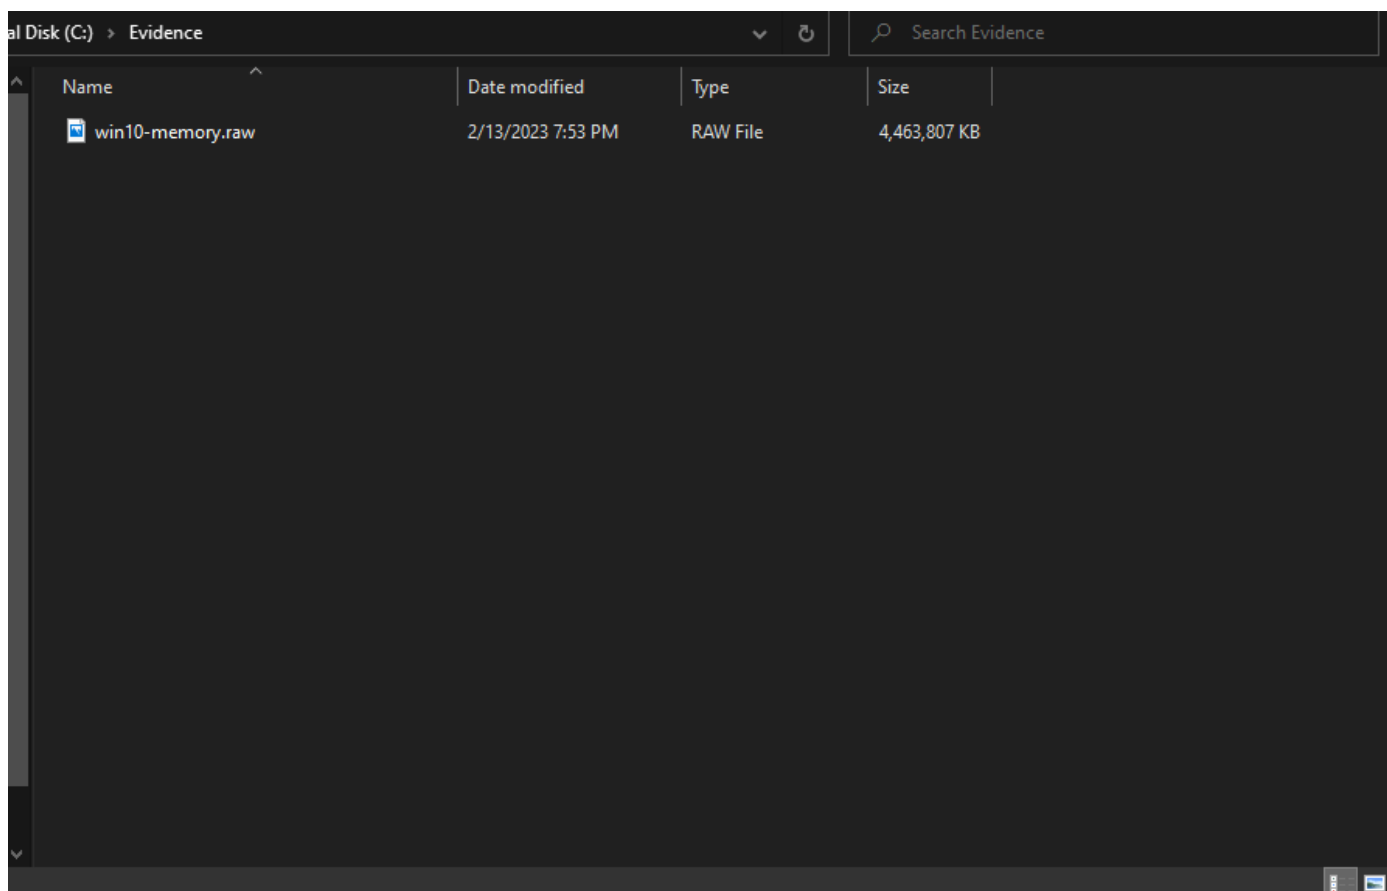 al Disk (C:) > Evidence Search Evidence
Name Date modified Type Size
win10-memory.raw 2/13/2023 7:53 PM RAW File 4,463,807 KB